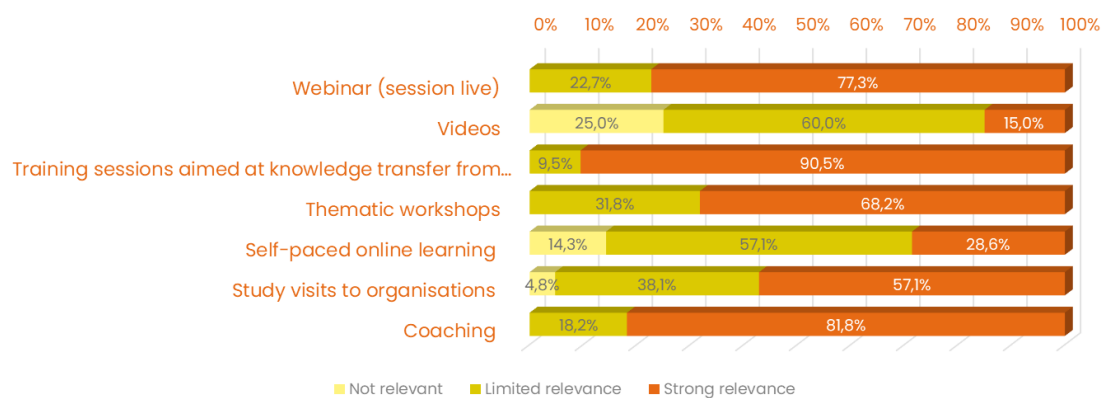 0% 10% 20% 30% 40% 50% 60% 70% 80% 90% 100%
Webinar (session live) 22,7% 77,3%
Videos 25,0% 60,0% 15,0%
Training sessions aimed at knowledge transfer from... 9,5% 90,5%
Thematic workshops 31,8% 68,2%
Self-paced online learning 14,3% 57,1% 28,6%
Study visits to organisations 4,8% 38,1% 57,1%
Coaching 18,2% 81,8%
Not relevant Limited relevance Strong relevance